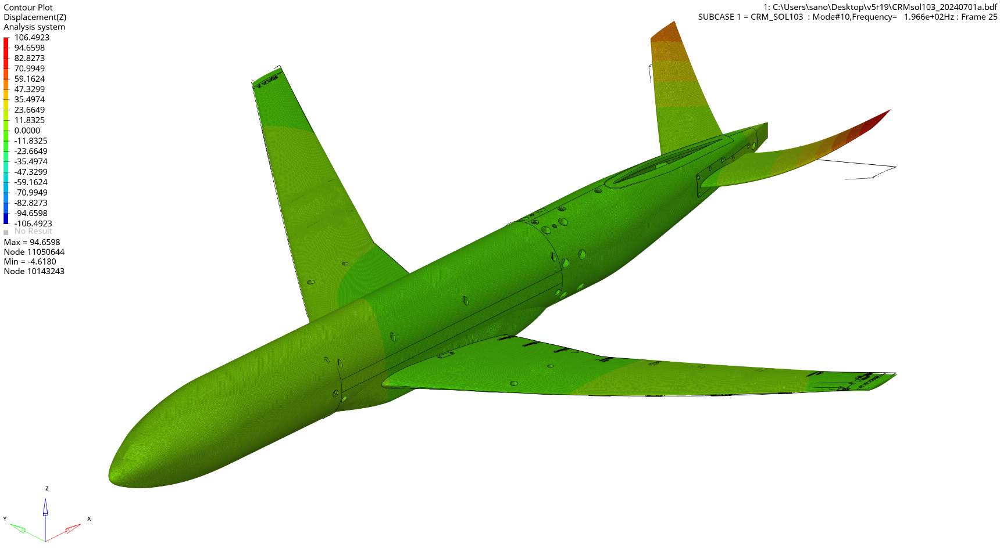 Contour Plot
Displacement(Z)
Analysis system
106.4923
94.6598
82.8273
70.9949
59.1624
47.3299
35.4974
23.6649
11.8325
0.0000
-11.8325
-23.6649
-35.4974
-47.3299
-59.1624
-70.9949
-82.8273
-94.6598
-106.4923
No Result
Max = 94.6598
Node 11050644
Min = -4.6180
Node 10143243
1: C:\Users\sano\Desktop\v5r19\CRMsol103_20240701a.bdf
SUBCASE 1 = CRM_SOL103 : Mode#10,Frequency= 1.966e+02Hz : Frame 25
Z
Y
X